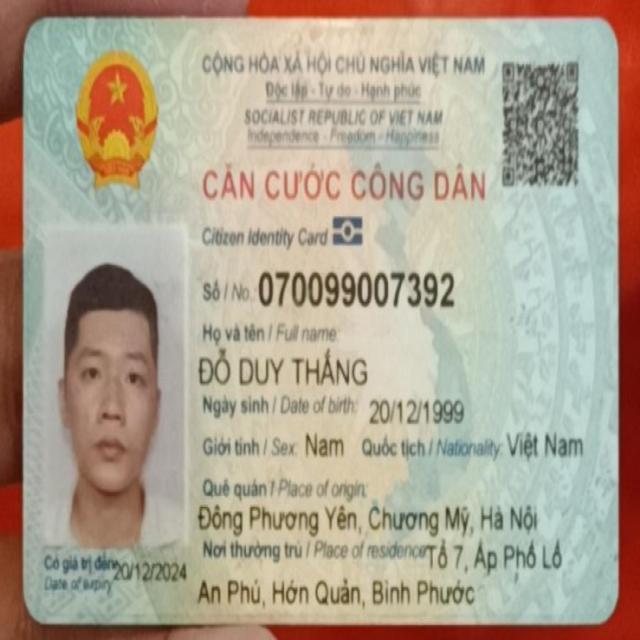 CỘNG HÒA XÃ HỘI CHỦ NGHĨA VIỆT NAM
Độc lập - Tự do - Hạnh phúc
SOCIALIST REPUBLIC OF VIET NAM
Independence - Freedom - Happiness
CĂN CƯỚC CÔNG DÂN
Citizen Identity Card
Số / No. 070099007392
Họ và tên / Full name:
ĐỖ DUY THẮNG
Ngày sinh / Date of birth: 20/12/1999
Giới tính / Sex: Nam Quốc tịch / Nationality: Việt Nam
Quê quán / Place of origin:
Đông Phương Yên, Chương Mỹ, Hà Nội
Nơi thường trú / Place of residence: Tổ 7, Ấp Phố Lố
An Phú, Hớn Quản, Bình Phước
Có giá trị đến: 20/12/2024
Date of expiry